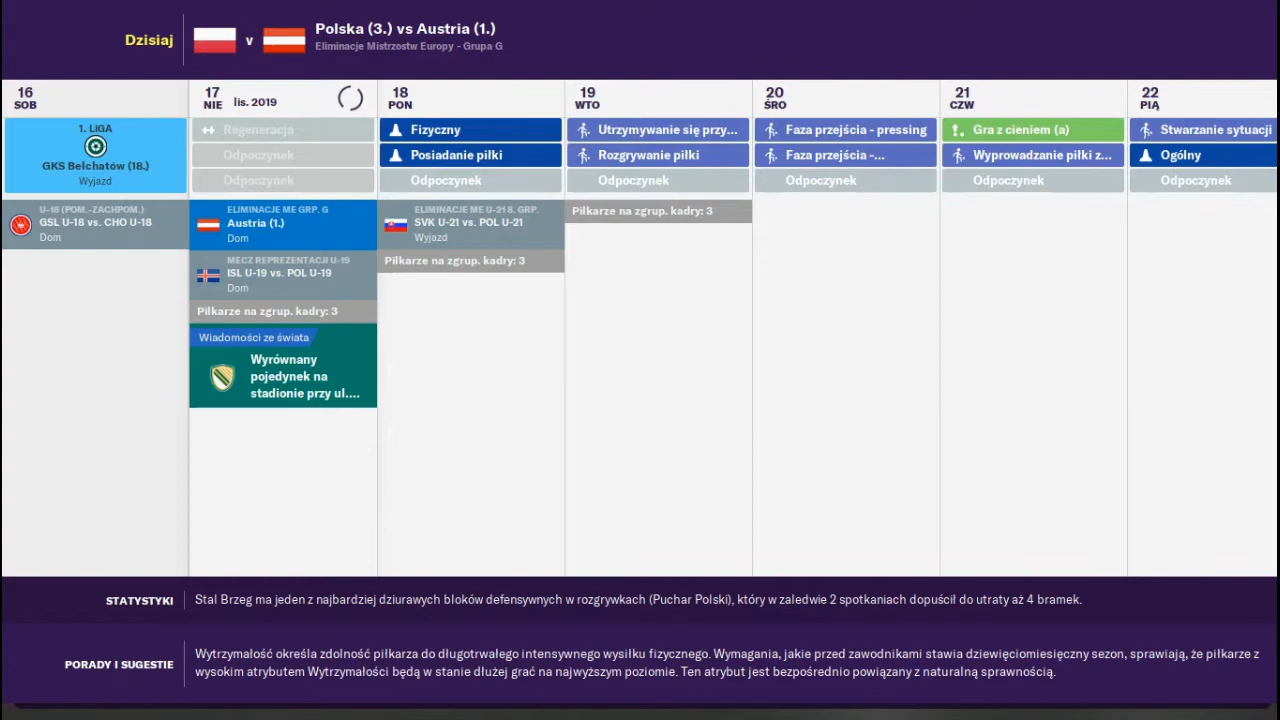 Dzisiaj
v
Polska (3.) vs Austria (1.)
Eliminacje Mistrzostw Europy - Grupa G
16
SOB
17
NIE lis. 2019
18
PON
19
WTO
20
ŚRO
21
CZW
22
PIĄ
1. LIGA
GKS Bełchatów (18.)
Wyjazd
U-18 (POM.-ZACHPOM.)
GSL U-18 vs. CHO U-18
Dom
Regeneracja
Odpoczynek
Odpoczynek
ELIMINACJE ME GRP. G
Austria (1.)
Dom
MECZ REPREZENTACJI U-19
ISL U-19 vs. POL U-19
Dom
Piłkarze na zgrup. kadry: 3
Wiadomości ze świata
Wyrównany
pojedynek na
stadionie przy ul....
Fizyczny
Posiadanie piłki
Odpoczynek
ELIMINACJE ME U-21 8. GRP.
SVK U-21 vs. POL U-21
Wyjazd
Piłkarze na zgrup. kadry: 3
Utrzymywanie się przy...
Rozgrywanie piłki
Odpoczynek
Piłkarze na zgrup. kadry: 3
Faza przejścia - pressing
Faza przejścia -...
Odpoczynek
Gra z cieniem (a)
Wyprowadzanie piłki z...
Odpoczynek
Stwarzanie sytuacji
Ogólny
Odpoczynek
STATYSTYKI
Stal Brzeg ma jeden z najbardziej dziurawych bloków defensywnych w rozgrywkach (Puchar Polski), który w zaledwie 2 spotkaniach dopuścił do utraty aż 4 bramek.
PORADY I SUGESTIE
Wytrzymałość określa zdolność piłkarza do długotrwałego intensywnego wysiłku fizycznego. Wymagania, jakie przed zawodnikami stawia dziewięciomiesięczny sezon, sprawiają, że piłkarze z
wysokim atrybutem Wytrzymałości będą w stanie dłużej grać na najwyższym poziomie. Ten atrybut jest bezpośrednio powiązany z naturalną sprawnością.